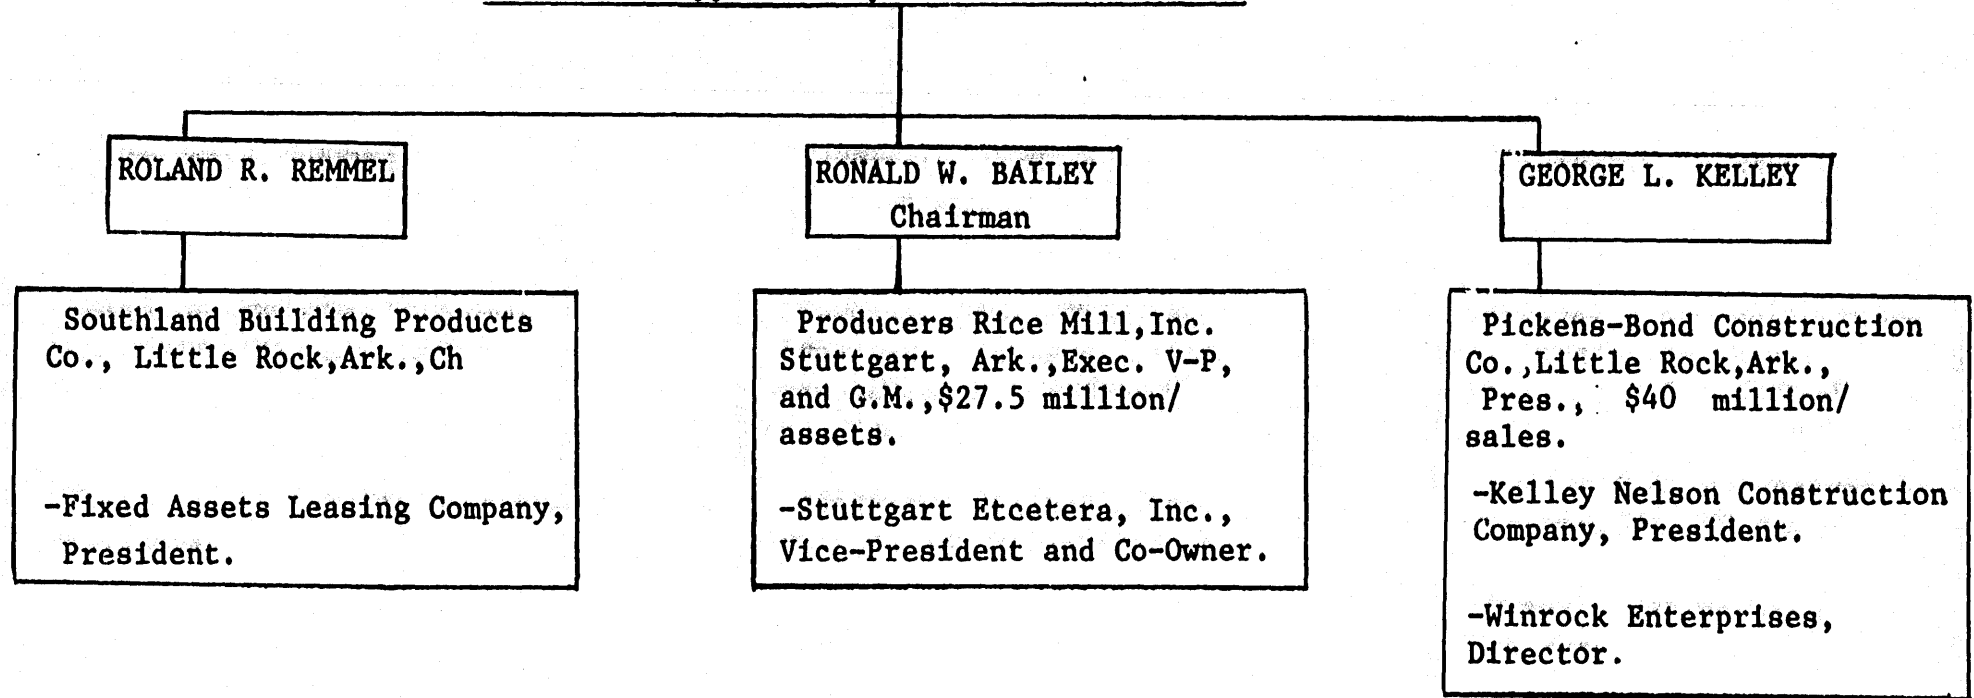 ROLAND R. REMMEL
RONALD W. BAILEY
Chairman
GEORGE L. KELLEY
Southland Building Products
Co., Little Rock,Ark.,Ch
-Fixed Assets Leasing Company,
President.
Producers Rice Mill,Inc.
Stuttgart, Ark.,Exec. V-P,
and G.M.,$27.5 million/
assets.
-Stuttgart Etcetera, Inc.,
Vice-President and Co-Owner.
Pickens-Bond Construction
Co.,Little Rock,Ark.,
Pres., $40 million/
sales.
-Kelley Nelson Construction
Company, President.
-Winrock Enterprises,
Director.